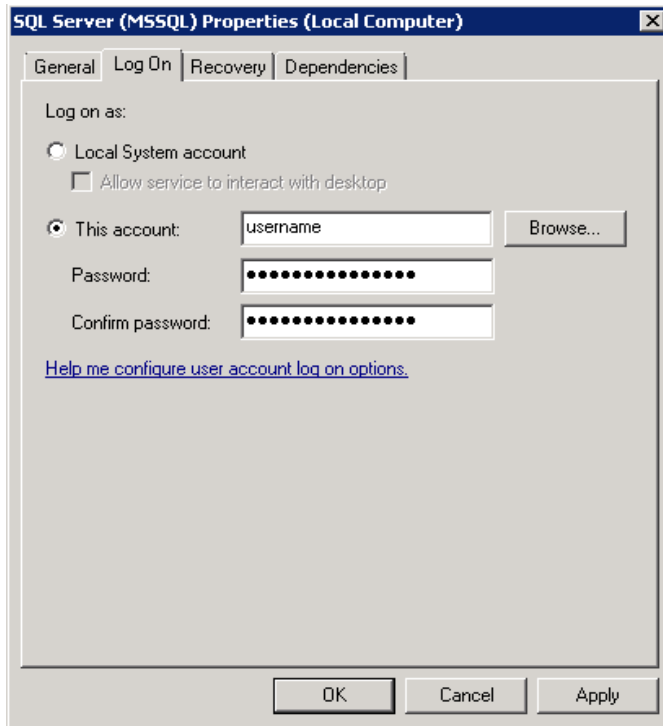 SQL Server (MSSQL) Properties (Local Computer)
General Log On Recovery Dependencies
Log on as:
Local System account
Allow service to interact with desktop
This account: username Browse...
Password: •••••••••••••••
Confirm password: •••••••••••••••
Help me configure user account log on options.
OK Cancel Apply